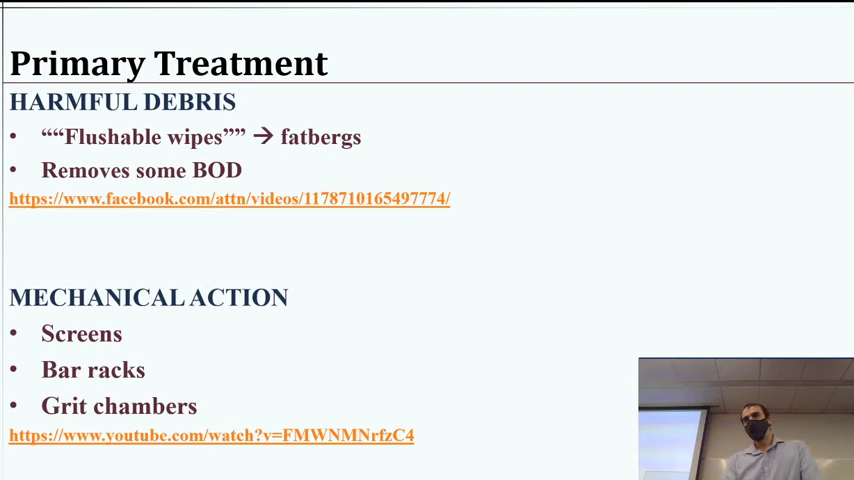 Primary Treatment
HARMFUL DEBRIS
• ““Flushable wipes”” → fatbergs
• Removes some BOD
https://www.facebook.com/attn/videos/1178710165497774/
MECHANICAL ACTION
• Screens
• Bar racks
• Grit chambers
https://www.youtube.com/watch?v=FMWNMNrfzC4